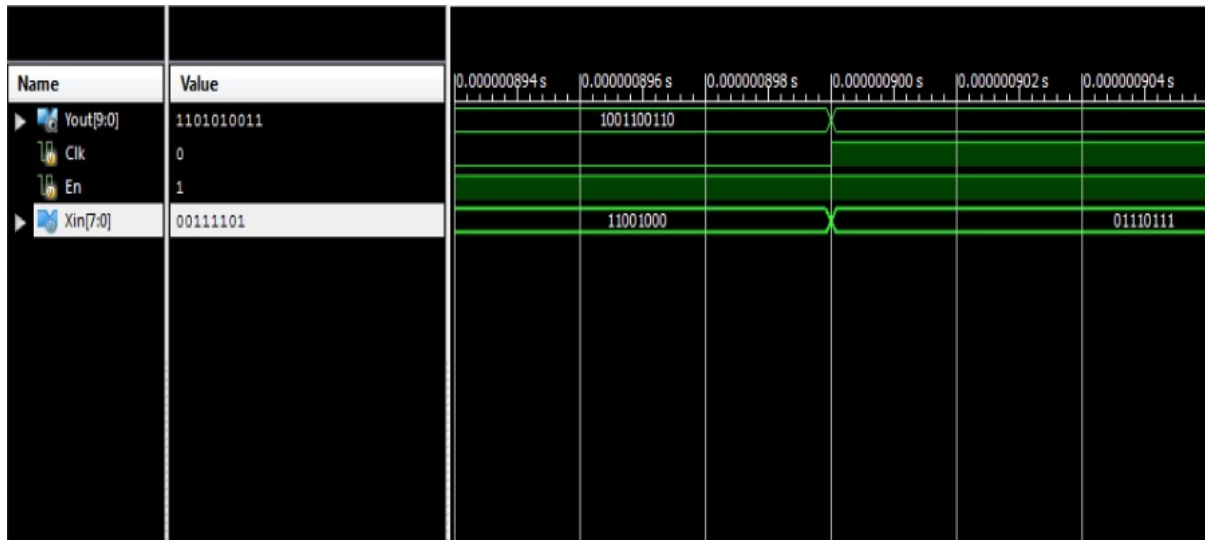 Name Value
0.000000894 s 0.000000896 s 0.000000898 s 0.000000900 s 0.000000902 s 0.000000904 s
Yout[9:0] 1101010011 1001100110
Clk 0
En 1
Xin[7:0] 00111101 11001000 01110111